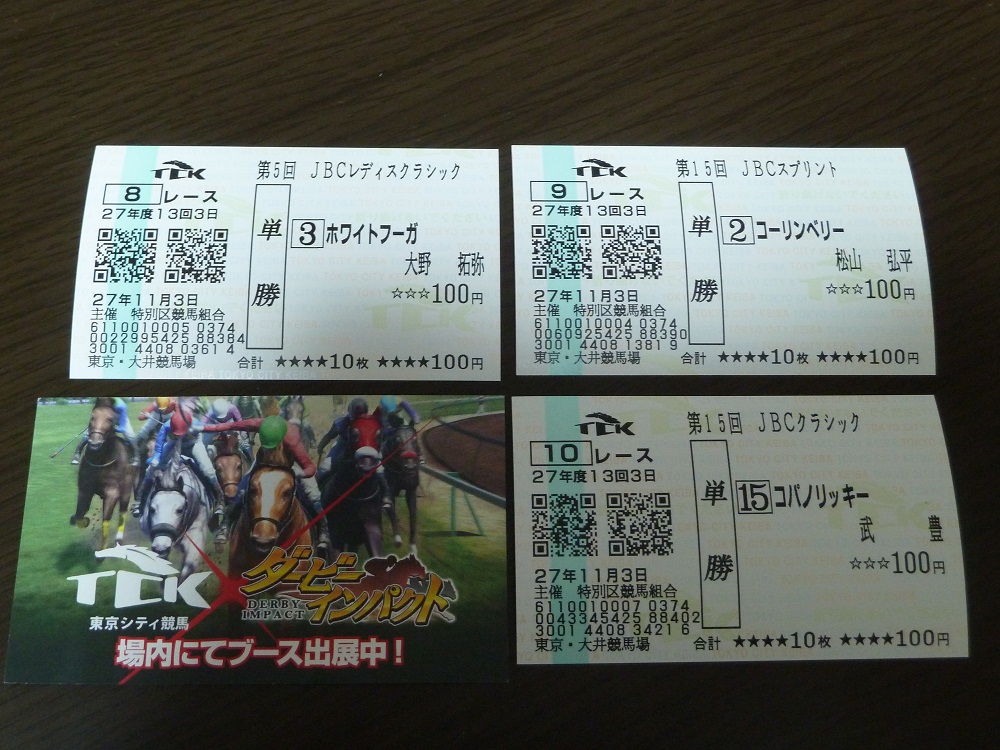 TCK
第5回 JBCレディスクラシック
8レース
27年度13回3日
単勝
3 ホワイトフーガ
大野 拓弥
☆☆☆100円
27年11月3日
主催 特別区競馬組合
6110010005 0374
0022995425 88384
3001 4408 0361 4
東京・大井競馬場
合計 ★★★★10枚 ★★★★100円
TCK
第15回 JBCスプリント
9レース
27年度13回3日
単勝
2 コーリンベリー
松山 弘平
☆☆☆100円
27年11月3日
主催 特別区競馬組合
6110010004 0374
0060925425 88390
3001 4408 1381 9
東京・大井競馬場
合計 ★★★★10枚 ★★★★100円
TCK
東京シティ競馬
ダービーインパクト
DERBY IMPACT
場内にてブース出展中!
TCK
第15回 JBCクラシック
10レース
27年度13回3日
単勝
15 コパノリッキー
武 豊
☆☆☆100円
27年11月3日
主催 特別区競馬組合
6110010007 0374
0043345425 88402
3001 4408 3421 6
東京・大井競馬場
合計 ★★★★10枚 ★★★★100円